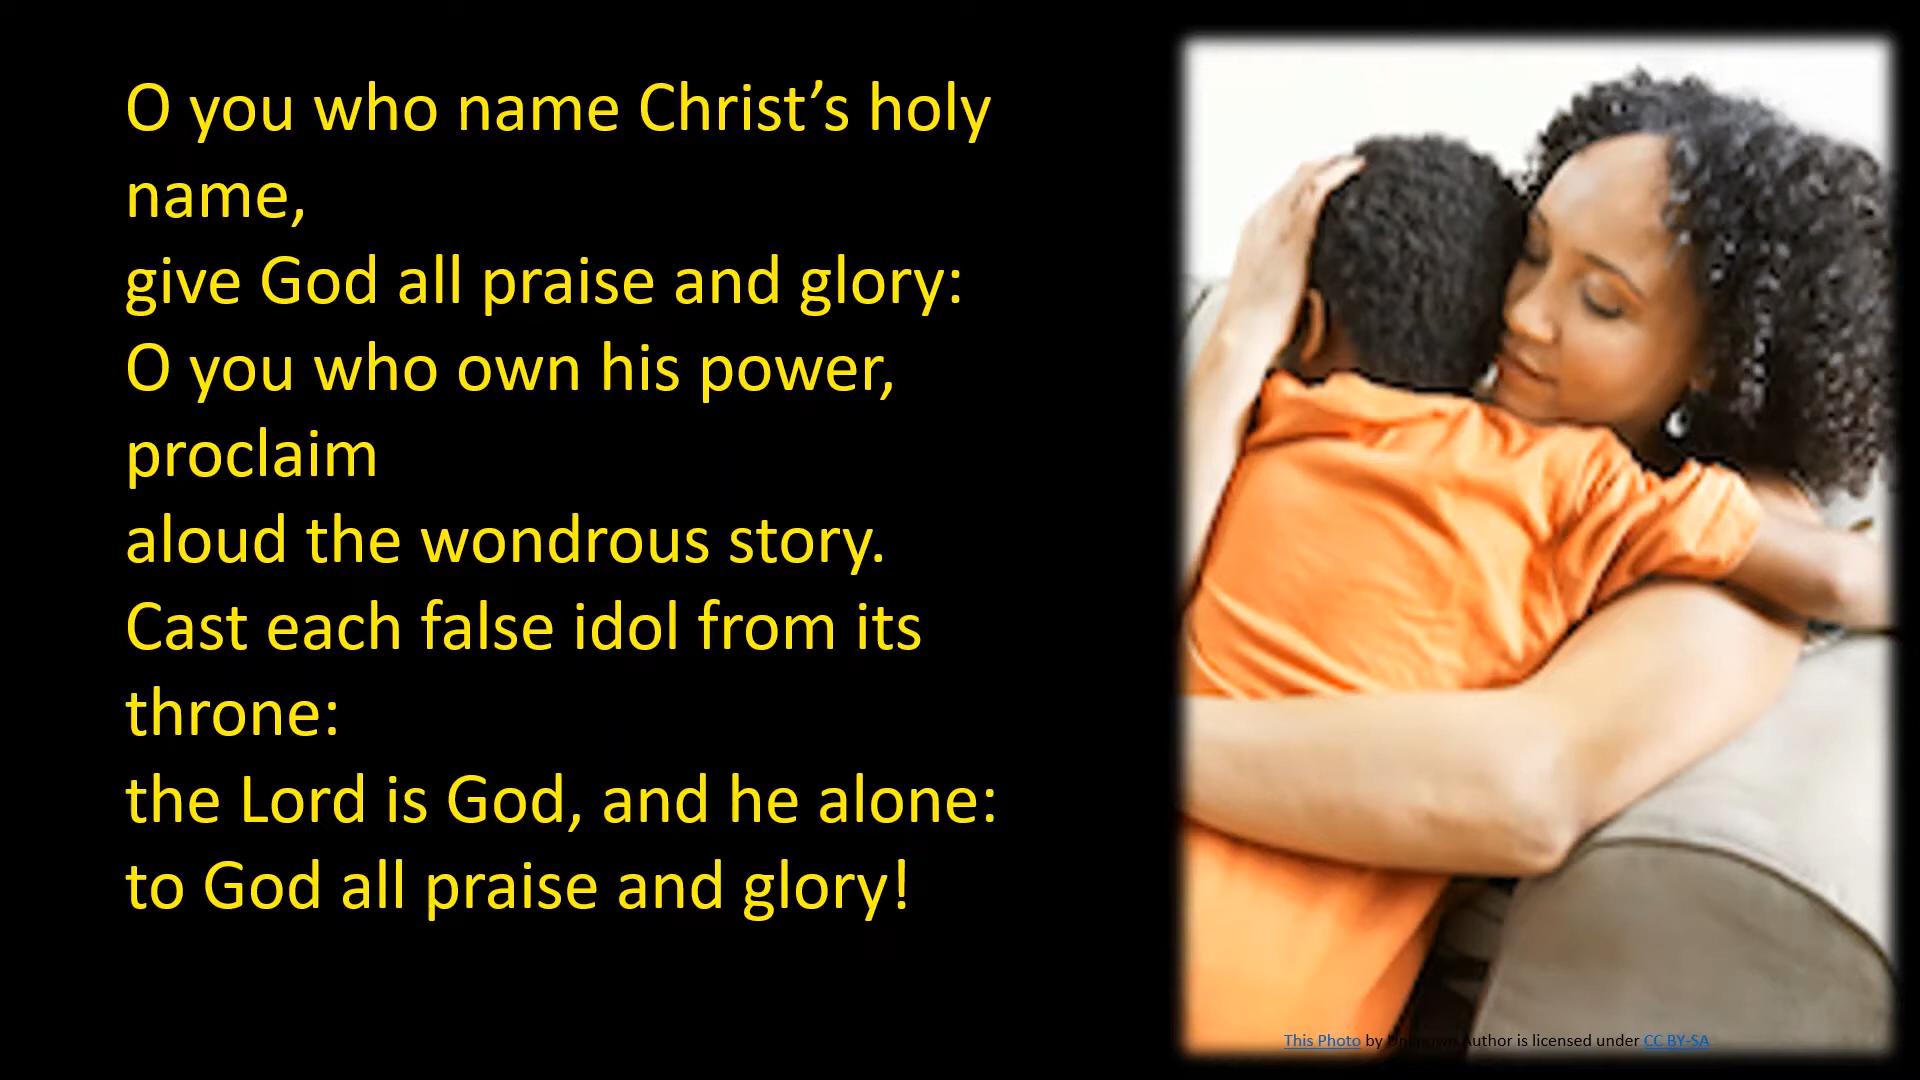 O you who name Christ’s holy
name,
give God all praise and glory:
O you who own his power,
proclaim
aloud the wondrous story.
Cast each false idol from its
throne:
the Lord is God, and he alone:
to God all praise and glory!
This Photo by Unknown Author is licensed under CC BY-SA